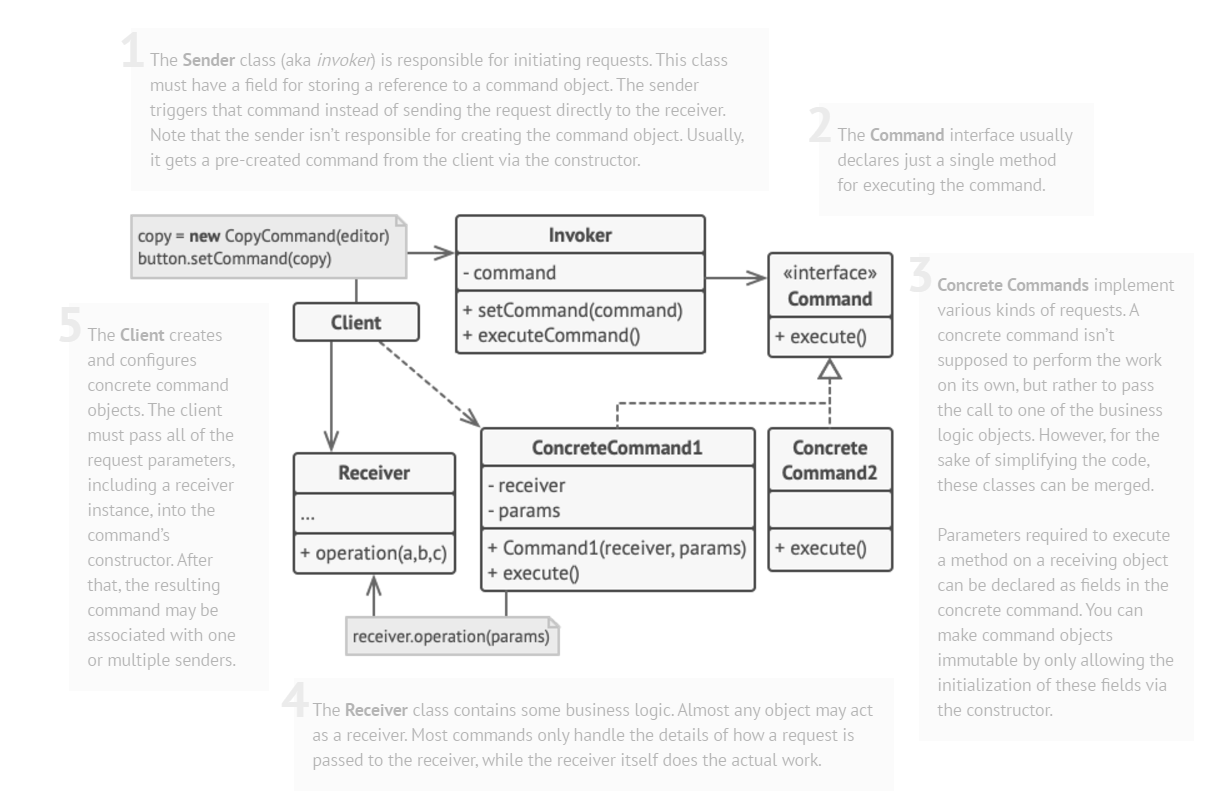 1
The Sender class (aka invoker) is responsible for initiating requests. This class
must have a field for storing a reference to a command object. The sender
triggers that command instead of sending the request directly to the receiver.
Note that the sender isn't responsible for creating the command object. Usually,
it gets a pre-created command from the client via the constructor.
2
The Command interface usually
declares just a single method
for executing the command.
copy = new CopyCommand(editor)
button.setCommand(copy)
Invoker
- command
+ setCommand(command)
+ executeCommand()
«interface»
Command
+ execute()
3
Concrete Commands implement
various kinds of requests. A
concrete command isn't
supposed to perform the work
on its own, but rather to pass
the call to one of the business
logic objects. However, for the
sake of simplifying the code,
these classes can be merged.
Parameters required to execute
a method on a receiving object
can be declared as fields in the
concrete command. You can
make command objects
immutable by only allowing the
initialization of these fields via
the constructor.
5
The Client creates
and configures
concrete command
objects. The client
must pass all of the
request parameters,
including a receiver
instance, into the
command's
constructor. After
that, the resulting
command may be
associated with one
or multiple senders.
Client
Receiver
...
+ operation(a,b,c)
ConcreteCommand1
- receiver
- params
+ Command1(receiver, params)
+ execute()
Concrete
Command2
+ execute()
receiver.operation(params)
4
The Receiver class contains some business logic. Almost any object may act
as a receiver. Most commands only handle the details of how a request is
passed to the receiver, while the receiver itself does the actual work.